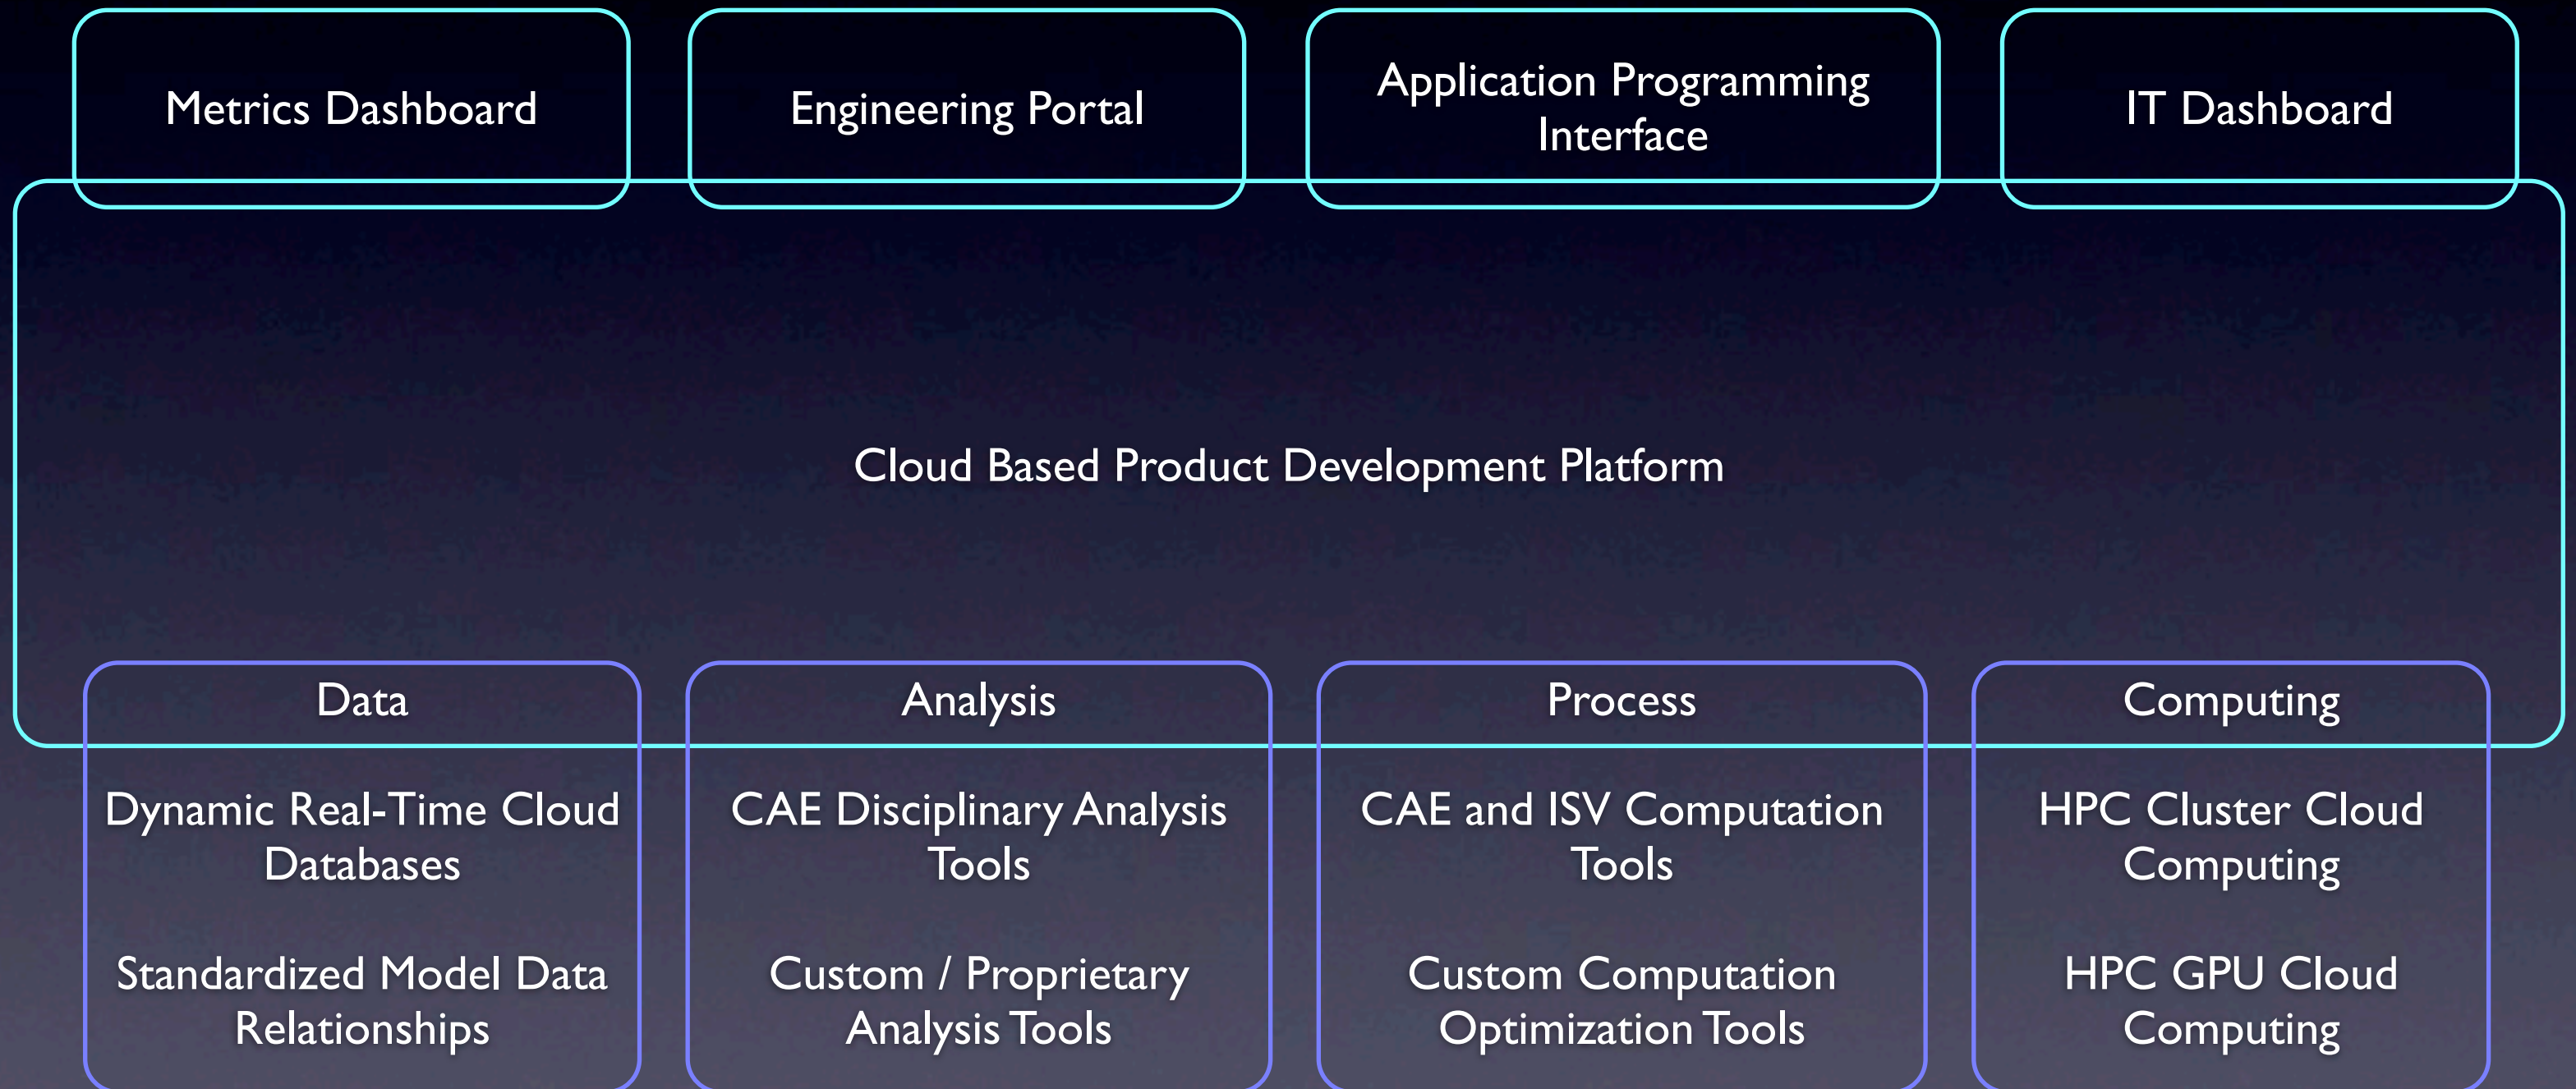 Metrics Dashboard
Engineering Portal
Application Programming
Interface
IT Dashboard
Cloud Based Product Development Platform
Data
Dynamic Real-Time Cloud
Databases
Standardized Model Data
Relationships
Analysis
CAE Disciplinary Analysis
Tools
Custom / Proprietary
Analysis Tools
Process
CAE and ISV Computation
Tools
Custom Computation
Optimization Tools
Computing
HPC Cluster Cloud
Computing
HPC GPU Cloud
Computing